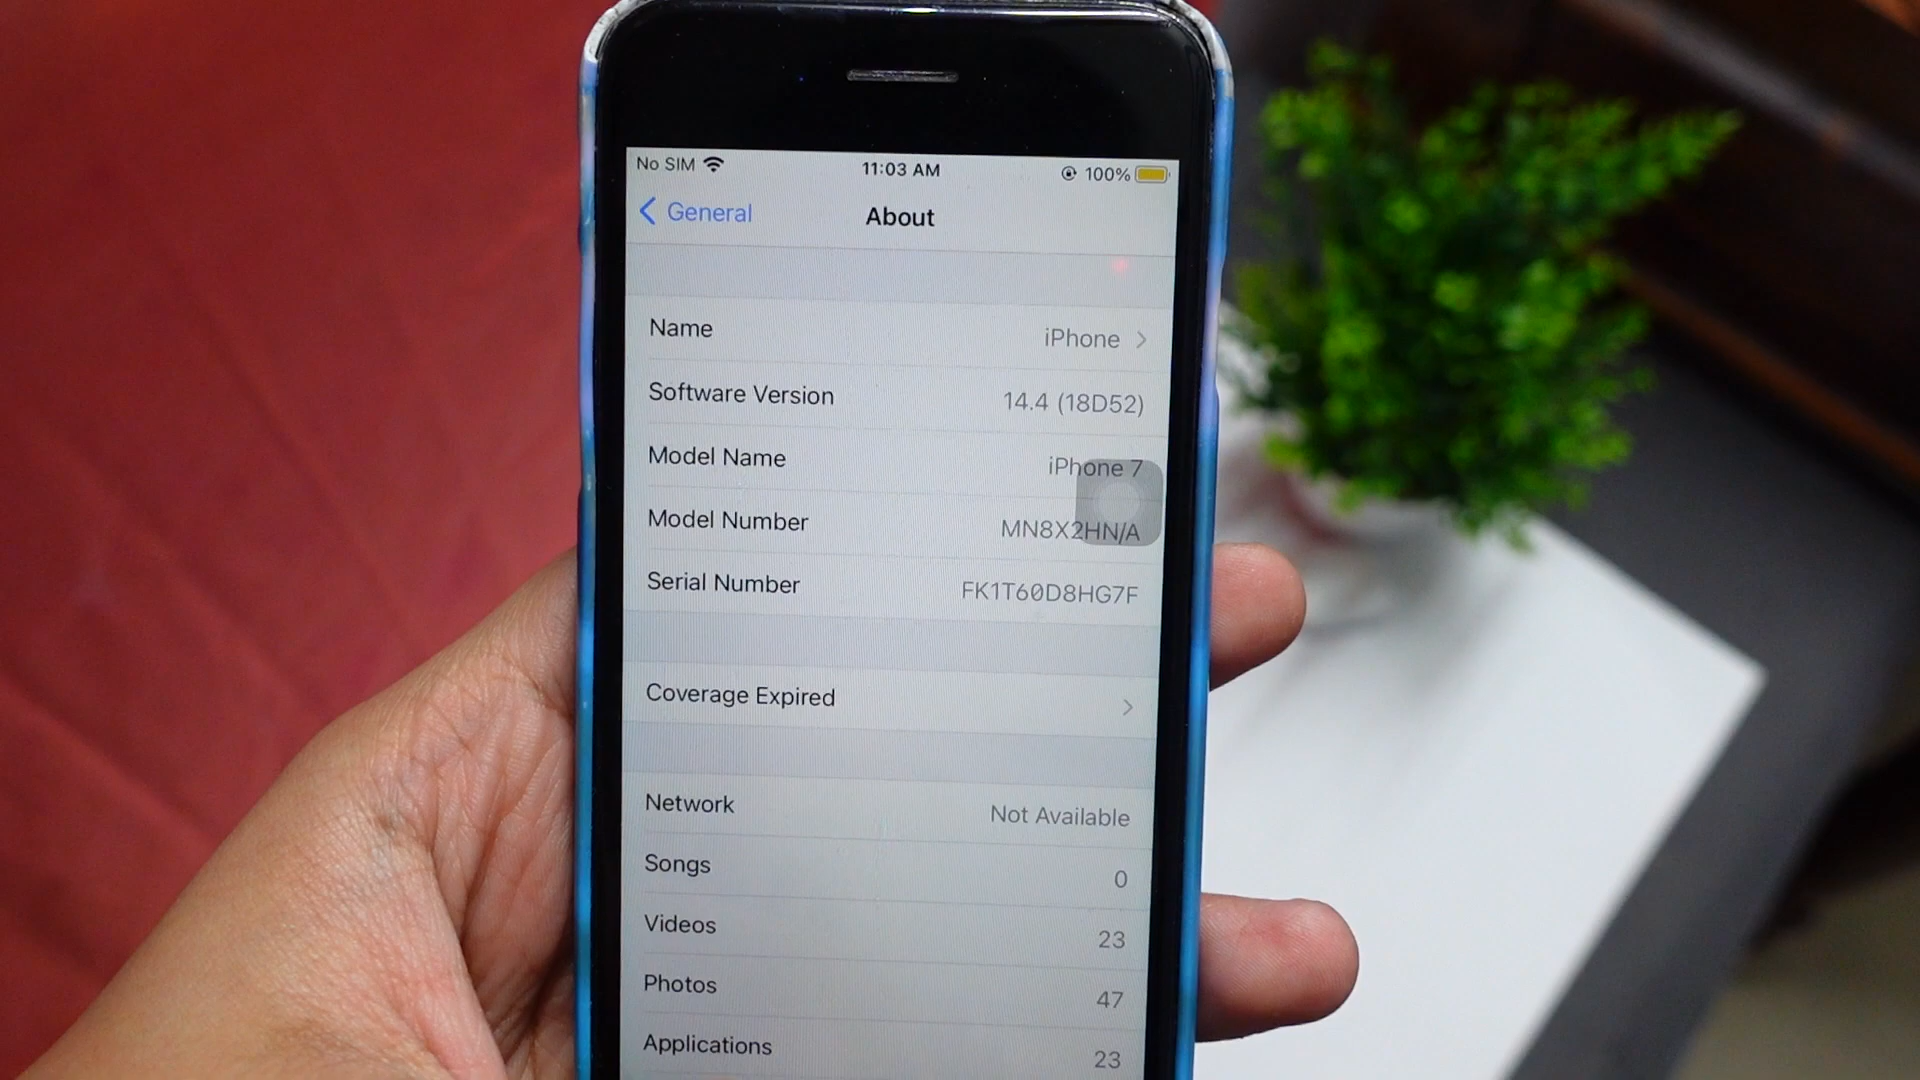 No SIM 11:03 AM 100%
General About
Name iPhone
Software Version 14.4 (18D52)
Model Name iPhone 7
Model Number MN8X2HN/A
Serial Number FK1T60D8HG7F
Coverage Expired
Network Not Available
Songs 0
Videos 23
Photos 47
Applications 23